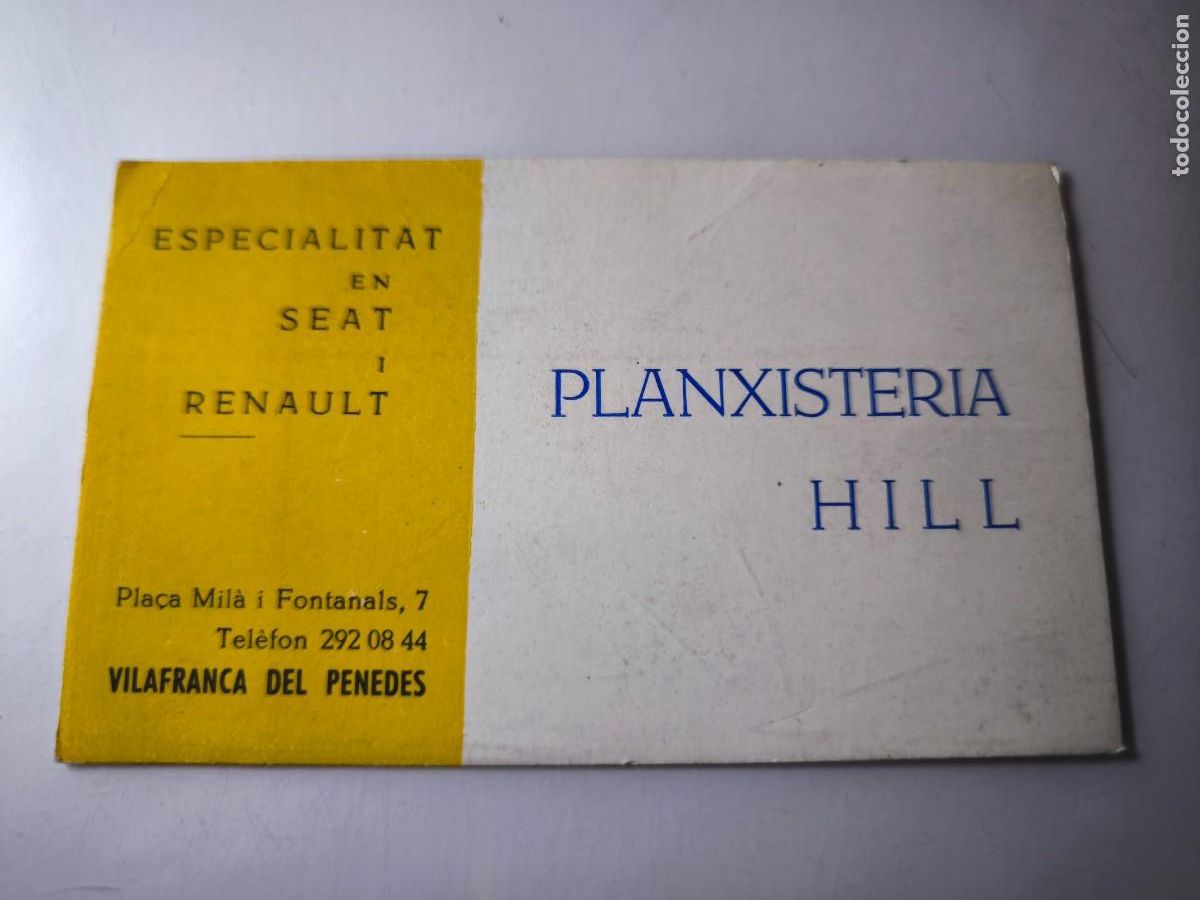 ESPECIALITAT
EN
SEAT
I
RENAULT
Plaça Milà i Fontanals, 7
Telèfon 292 08 44
VILAFRANCA DEL PENEDES
PLANXISTERIA
HILL
todocoleccion